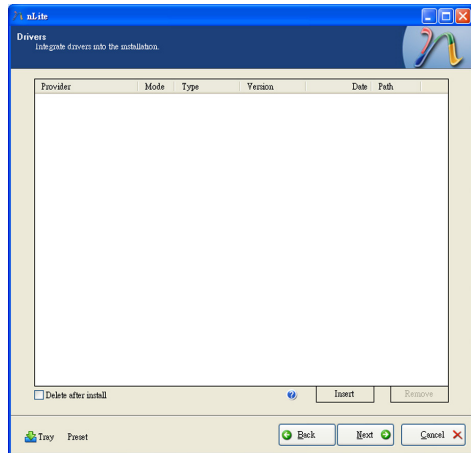 nLite
Drivers
Integrate drivers into the installation.
Provider Mode Type Version Date Path
Delete after install
Insert Remove
Tray Preset
Back Next Cancel